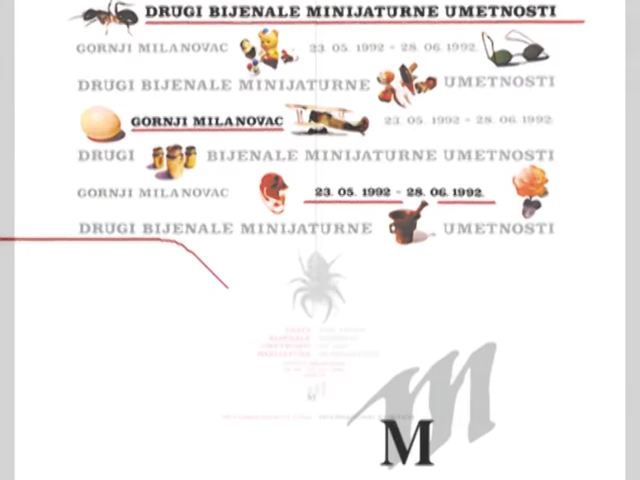 DRUGI BIJENALE MINIJATURNE UMETNOSTI
GORNJI MILANOVAC 23. 05. 1992 - 28. 06. 1992.
DRUGI BIJENALE MINIJATURNE UMETNOSTI
GORNJI MILANOVAC 23. 05. 1992 - 28. 06. 1992.
DRUGI BIJENALE MINIJATURNE UMETNOSTI
GORNJI MILANOVAC 23. 05. 1992 - 28. 06. 1992.
DRUGI BIJENALE MINIJATURNE UMETNOSTI
m
M